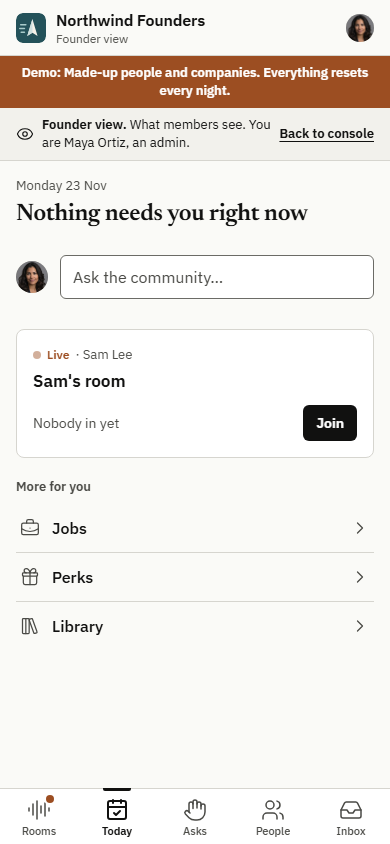 Northwind Founders
Founder view
Demo: Made-up people and companies. Everything resets
every night.
Founder view. What members see. You
are Maya Ortiz, an admin.
Back to console
Monday 23 Nov
Nothing needs you right now
Ask the community...
Live · Sam Lee
Sam's room
Nobody in yet
Join
More for you
Jobs
Perks
Library
Rooms
Today
Asks
People
Inbox